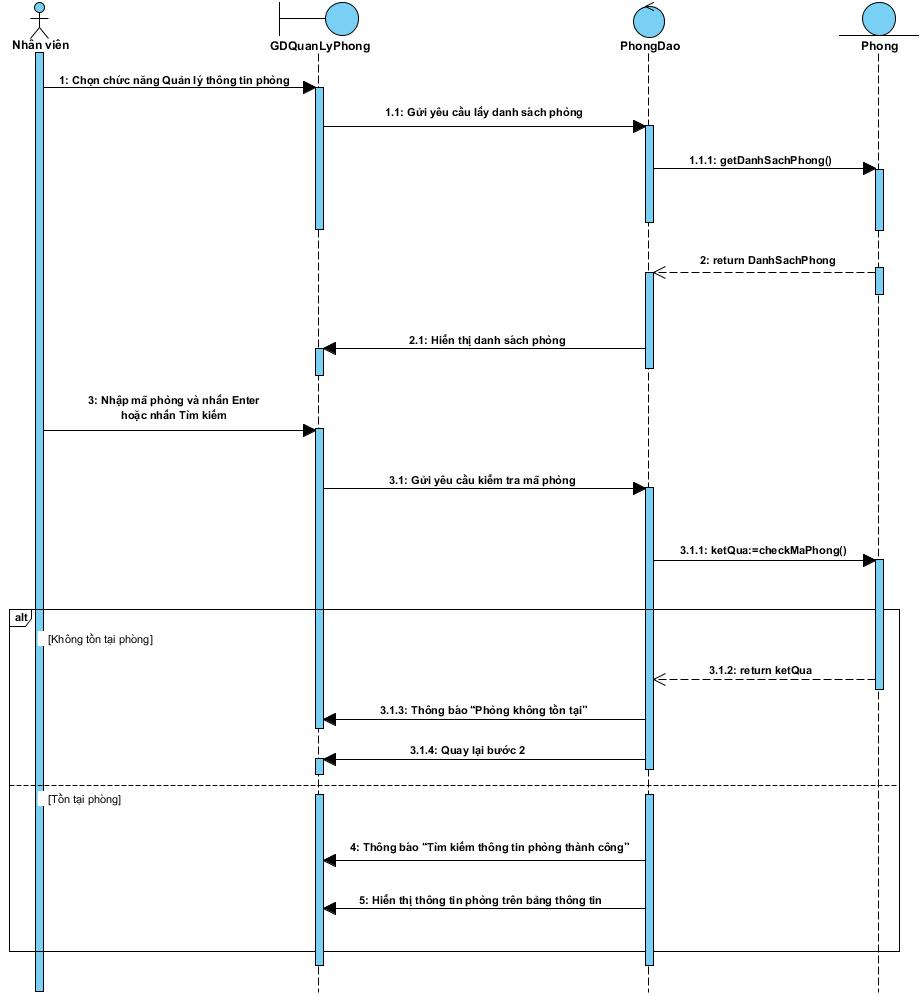 Nhân viên
GDQuanLyPhong
PhongDao
Phong
1: Chọn chức năng Quản lý thông tin phòng
1.1: Gửi yêu cầu lấy danh sách phòng
1.1.1: getDanhSachPhong()
2: return DanhSachPhong
2.1: Hiển thị danh sách phòng
3: Nhập mã phòng và nhấn Enter
hoặc nhấn Tìm kiếm
3.1: Gửi yêu cầu kiểm tra mã phòng
3.1.1: ketQua:=checkMaPhong()
alt
[Không tồn tại phòng]
3.1.2: return ketQua
3.1.3: Thông báo "Phòng không tồn tại"
3.1.4: Quay lại bước 2
[Tồn tại phòng]
4: Thông báo "Tìm kiếm thông tin phòng thành công"
5: Hiển thị thông tin phòng trên bảng thông tin